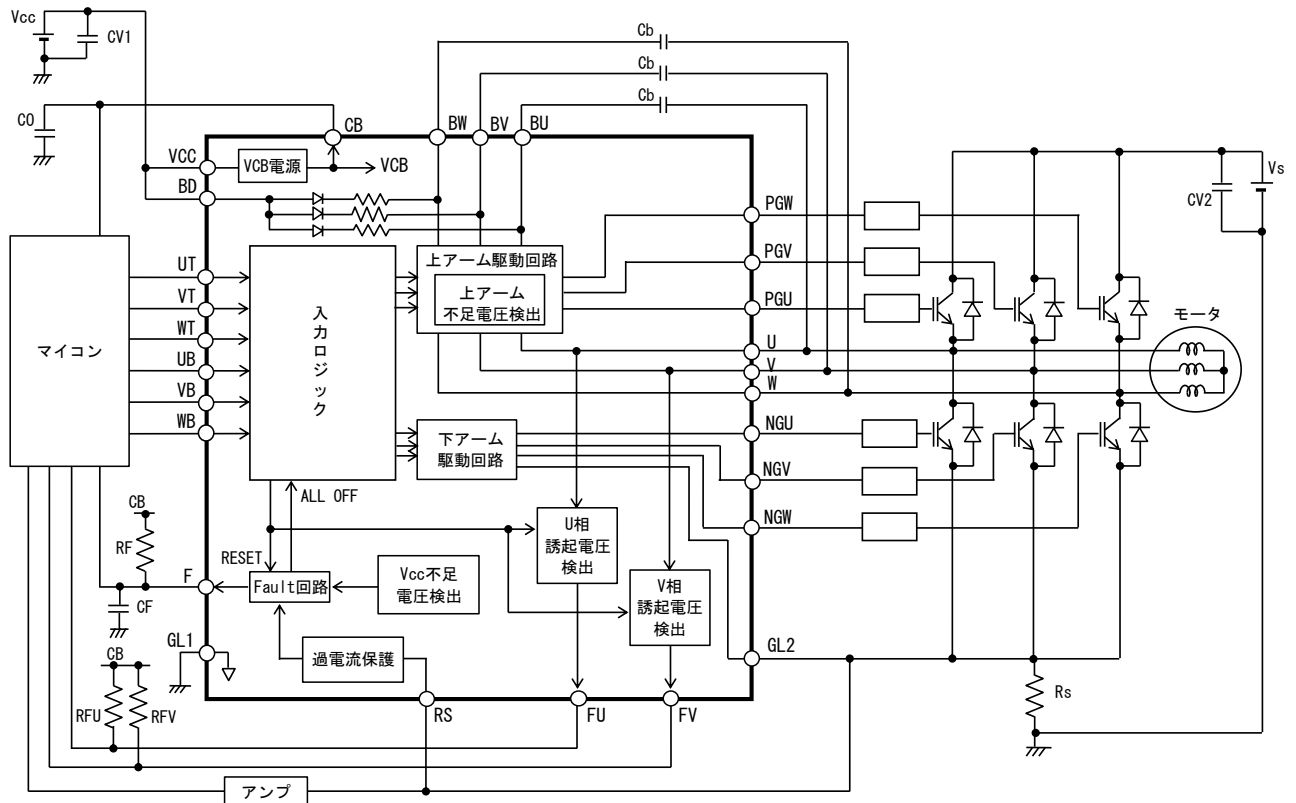 Vcc
CV1
Cb
Cb
Cb
C0
CB
BW
BV
BU
VCC
VCB電源
VCB
BD
Vs
CV2
PGW
PGV
PGU
上アーム駆動回路
上アーム
不足電圧検出
マイコン
UT
VT
WT
UB
VB
WB
入力ロジック
モータ
U
V
W
下アーム
駆動回路
NGU
NGV
NGW
ALL OFF
CB
RF
RESET
F
CF
Fault回路
Vcc不足
電圧検出
U相
誘起電圧
検出
V相
誘起電圧
検出
GL1
GL2
過電流保護
CB
RFU
RFV
RS
FU
FV
Rs
アンプ